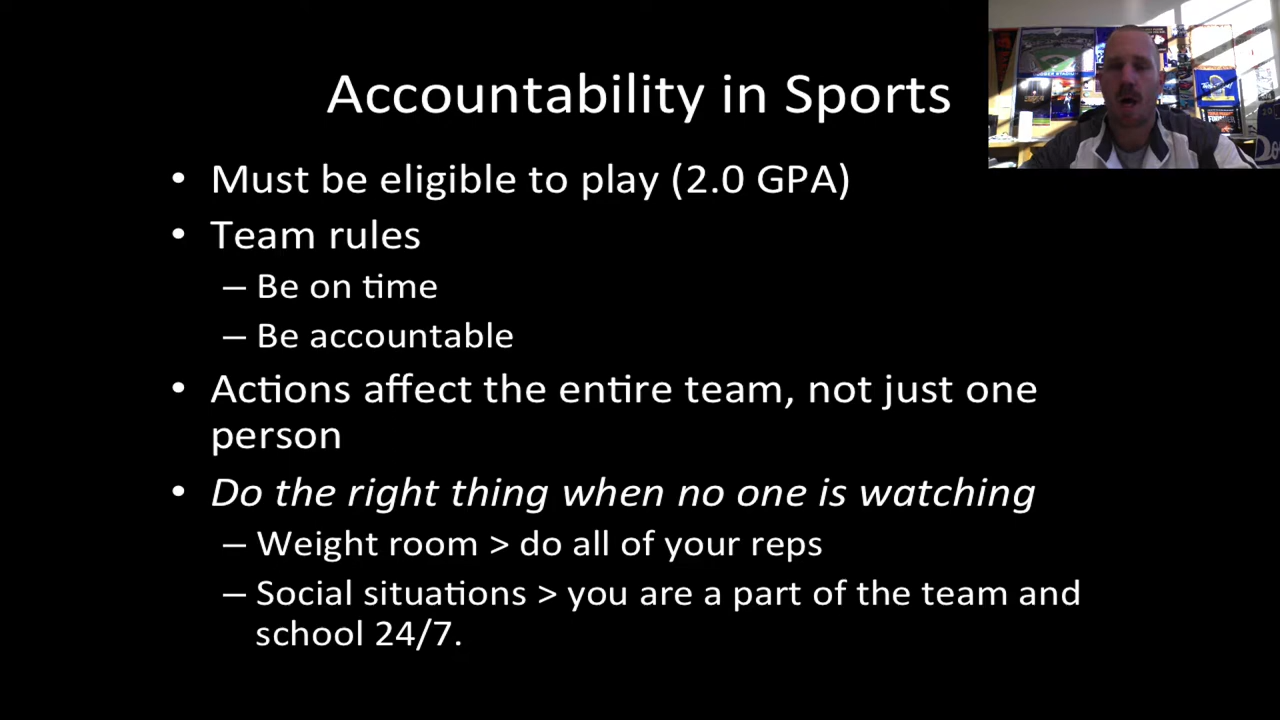 Accountability in Sports
• Must be eligible to play (2.0 GPA)
• Team rules
– Be on time
– Be accountable
• Actions affect the entire team, not just one
person
• Do the right thing when no one is watching
– Weight room > do all of your reps
– Social situations > you are a part of the team and
school 24/7.